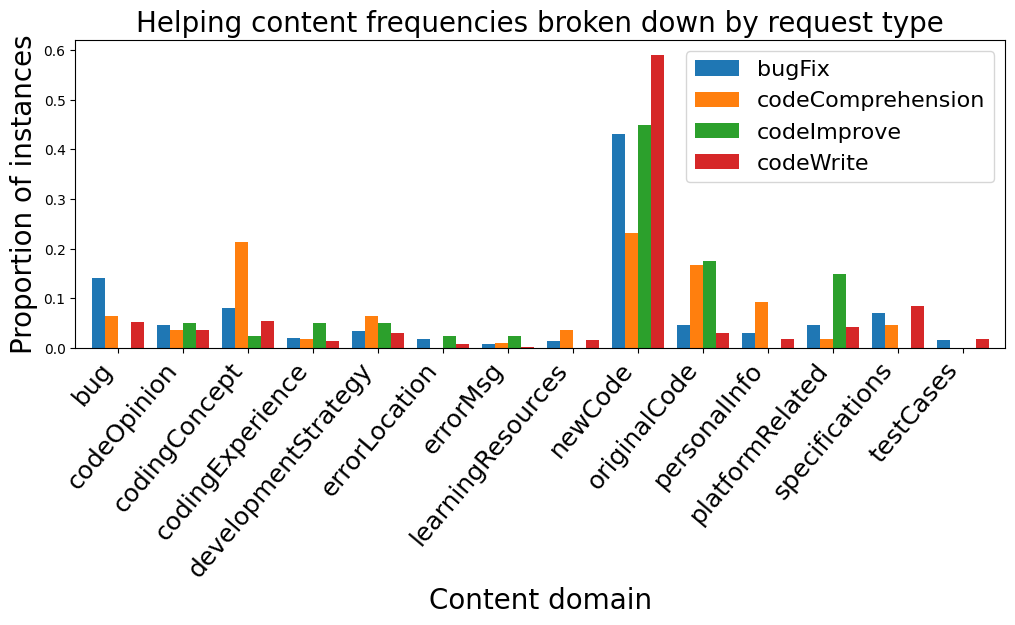 Helping content frequencies broken down by request type
Proportion of instances
0.6
0.5
0.4
0.3
0.2
0.1
0.0
bugFix
codeComprehension
codeImprove
codeWrite
bug
codeOpinion
codingConcept
codingExperience
developmentStrategy
errorLocation
errorMsg
learningResources
newCode
originalCode
personalInfo
platformRelated
specifications
testCases
Content domain